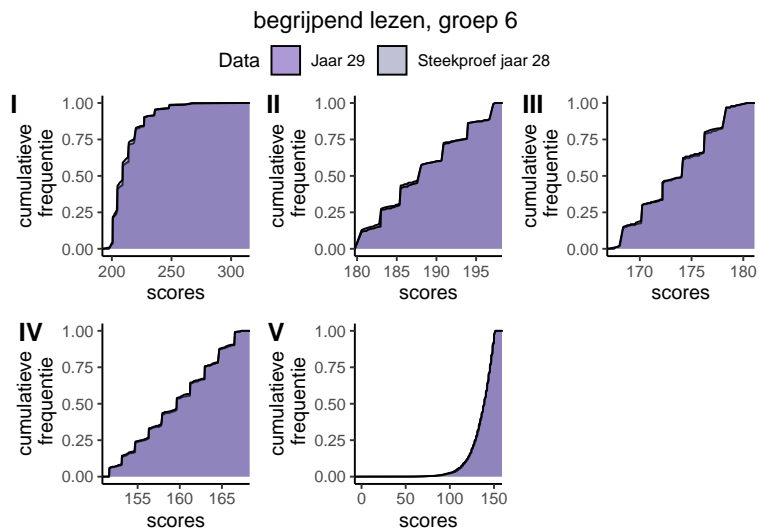 begrijpend lezen, groep 6
Data Jaar 29 Steekproef jaar 28
I
cumulatieve
frequentie
1.00
0.75
0.50
0.25
0.00
200 250 300
scores
II
cumulatieve
frequentie
1.00
0.75
0.50
0.25
0.00
180 185 190 195
scores
III
cumulatieve
frequentie
1.00
0.75
0.50
0.25
0.00
170 175 180
scores
IV
cumulatieve
frequentie
1.00
0.75
0.50
0.25
0.00
155 160 165
scores
V
cumulatieve
frequentie
1.00
0.75
0.50
0.25
0.00
0 50 100 150
scores